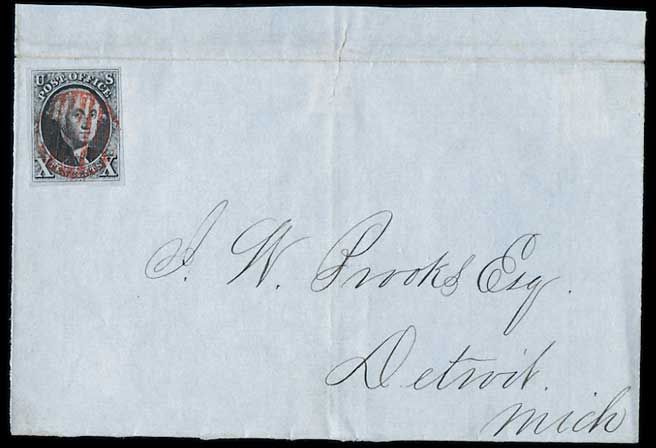 U S
POST OFFICE
X X
J. W. Brooks Esq.
Detroit.
Mich